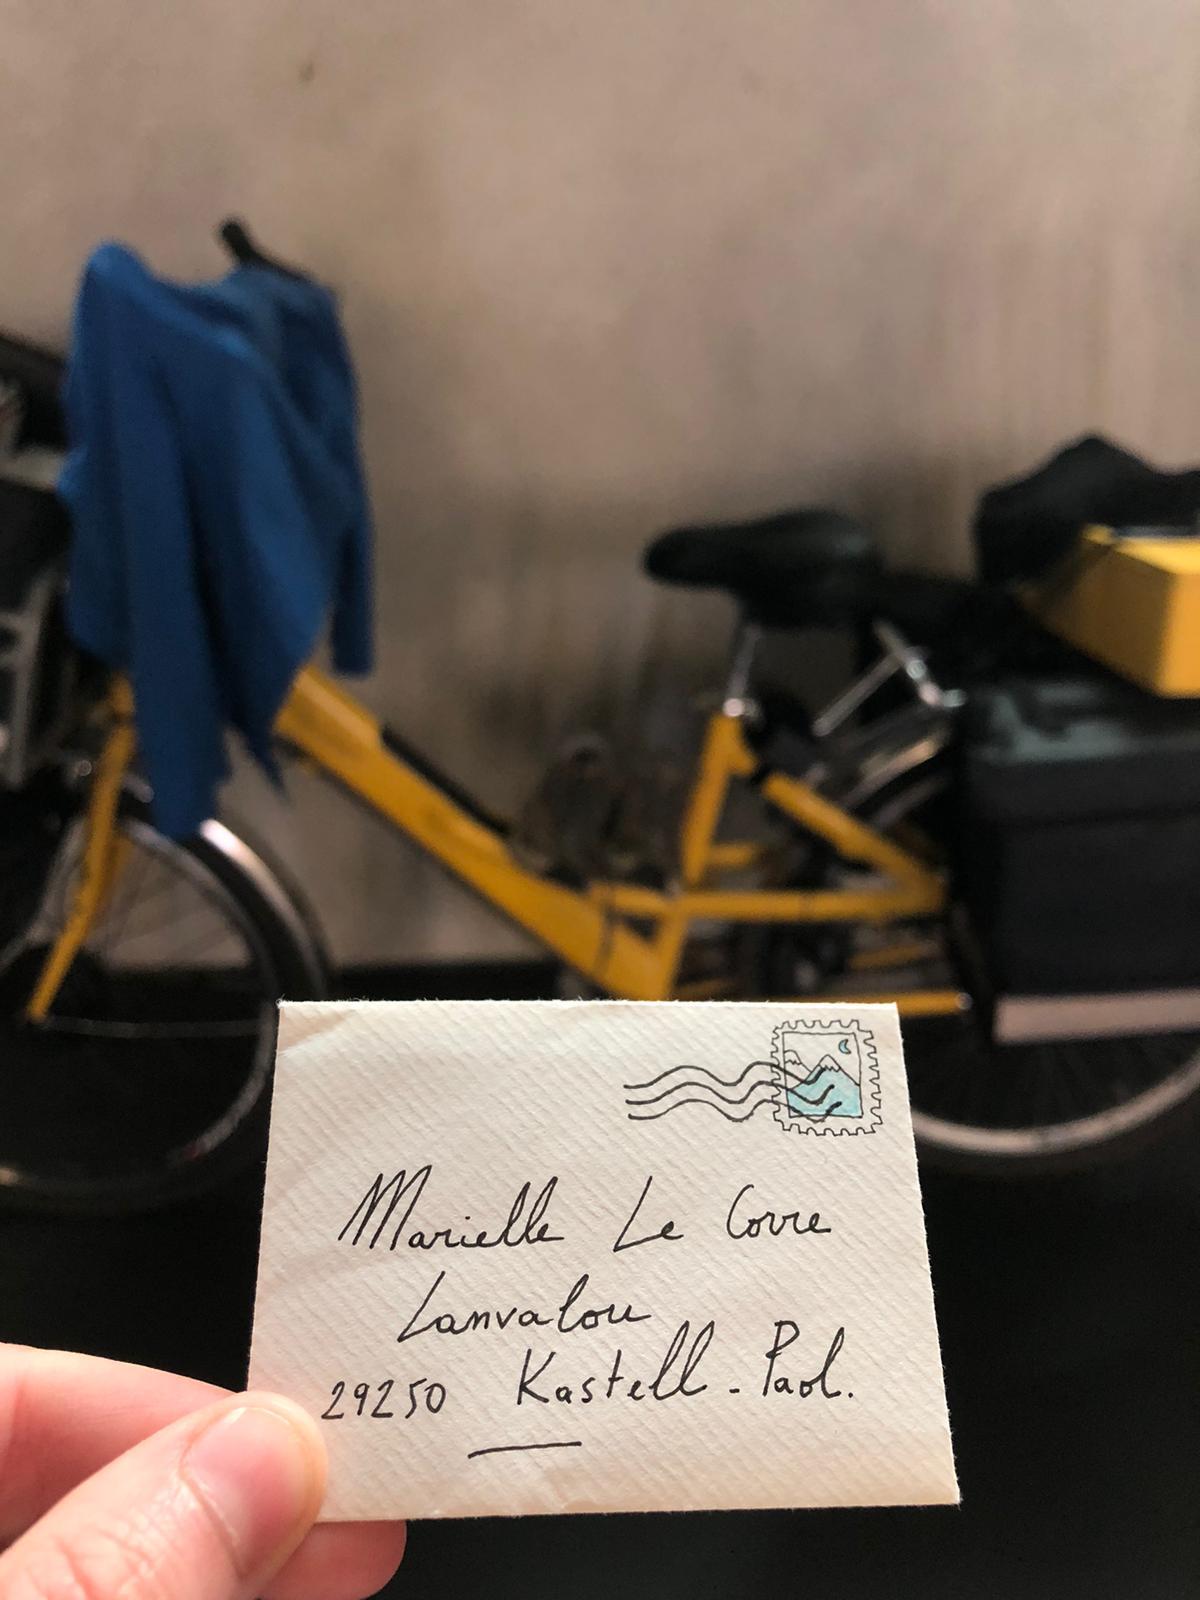 Marielle Le Corre
Lanvalou
29250 Kastell-Paol.